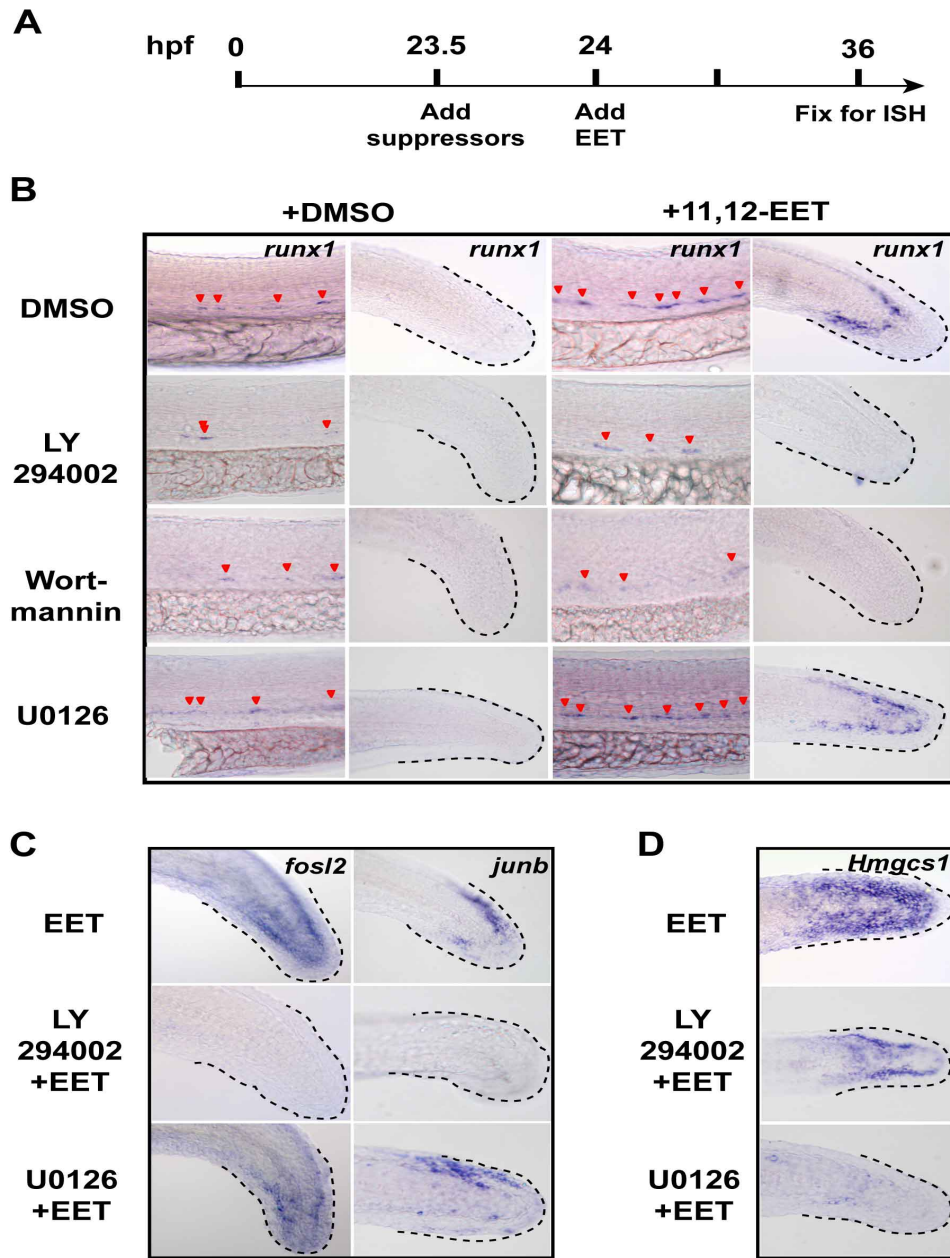 A
hpf 0 23.5 24 36
Add suppressors
Add EET
Fix for ISH
B
+DMSO +11,12-EET
runx1 runx1 runx1 runx1
DMSO
LY
294002
Wort-
mannin
U0126
C
fosl2 junb
EET
LY
294002
+EET
U0126
+EET
D
Hmgcs1
EET
LY
294002
+EET
U0126
+EET